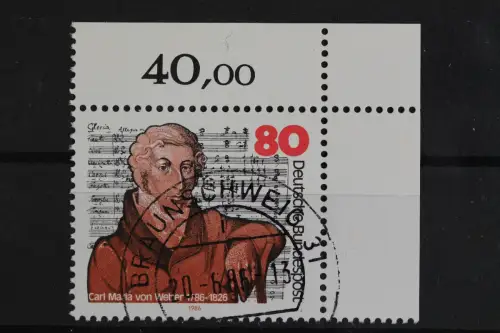 40,00
Gloria
80
Deutsche Bundespost
BRAUNSCHWEIG 31
20.-6.86-13
Carl Maria von Weber 1786-1826
1986